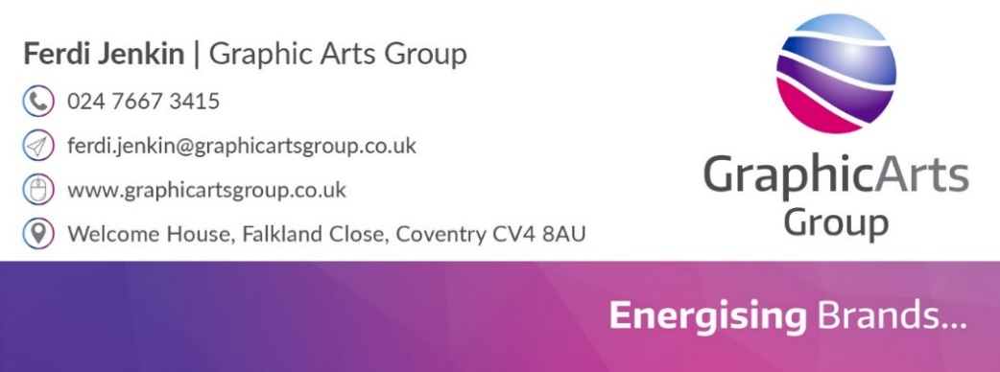 Ferdi Jenkin | Graphic Arts Group
024 7667 3415
ferdi.jenkin@graphicartsgroup.co.uk
www.graphicartsgroup.co.uk
Welcome House, Falkland Close, Coventry CV4 8AU
GraphicArts
Group
Energising Brands...